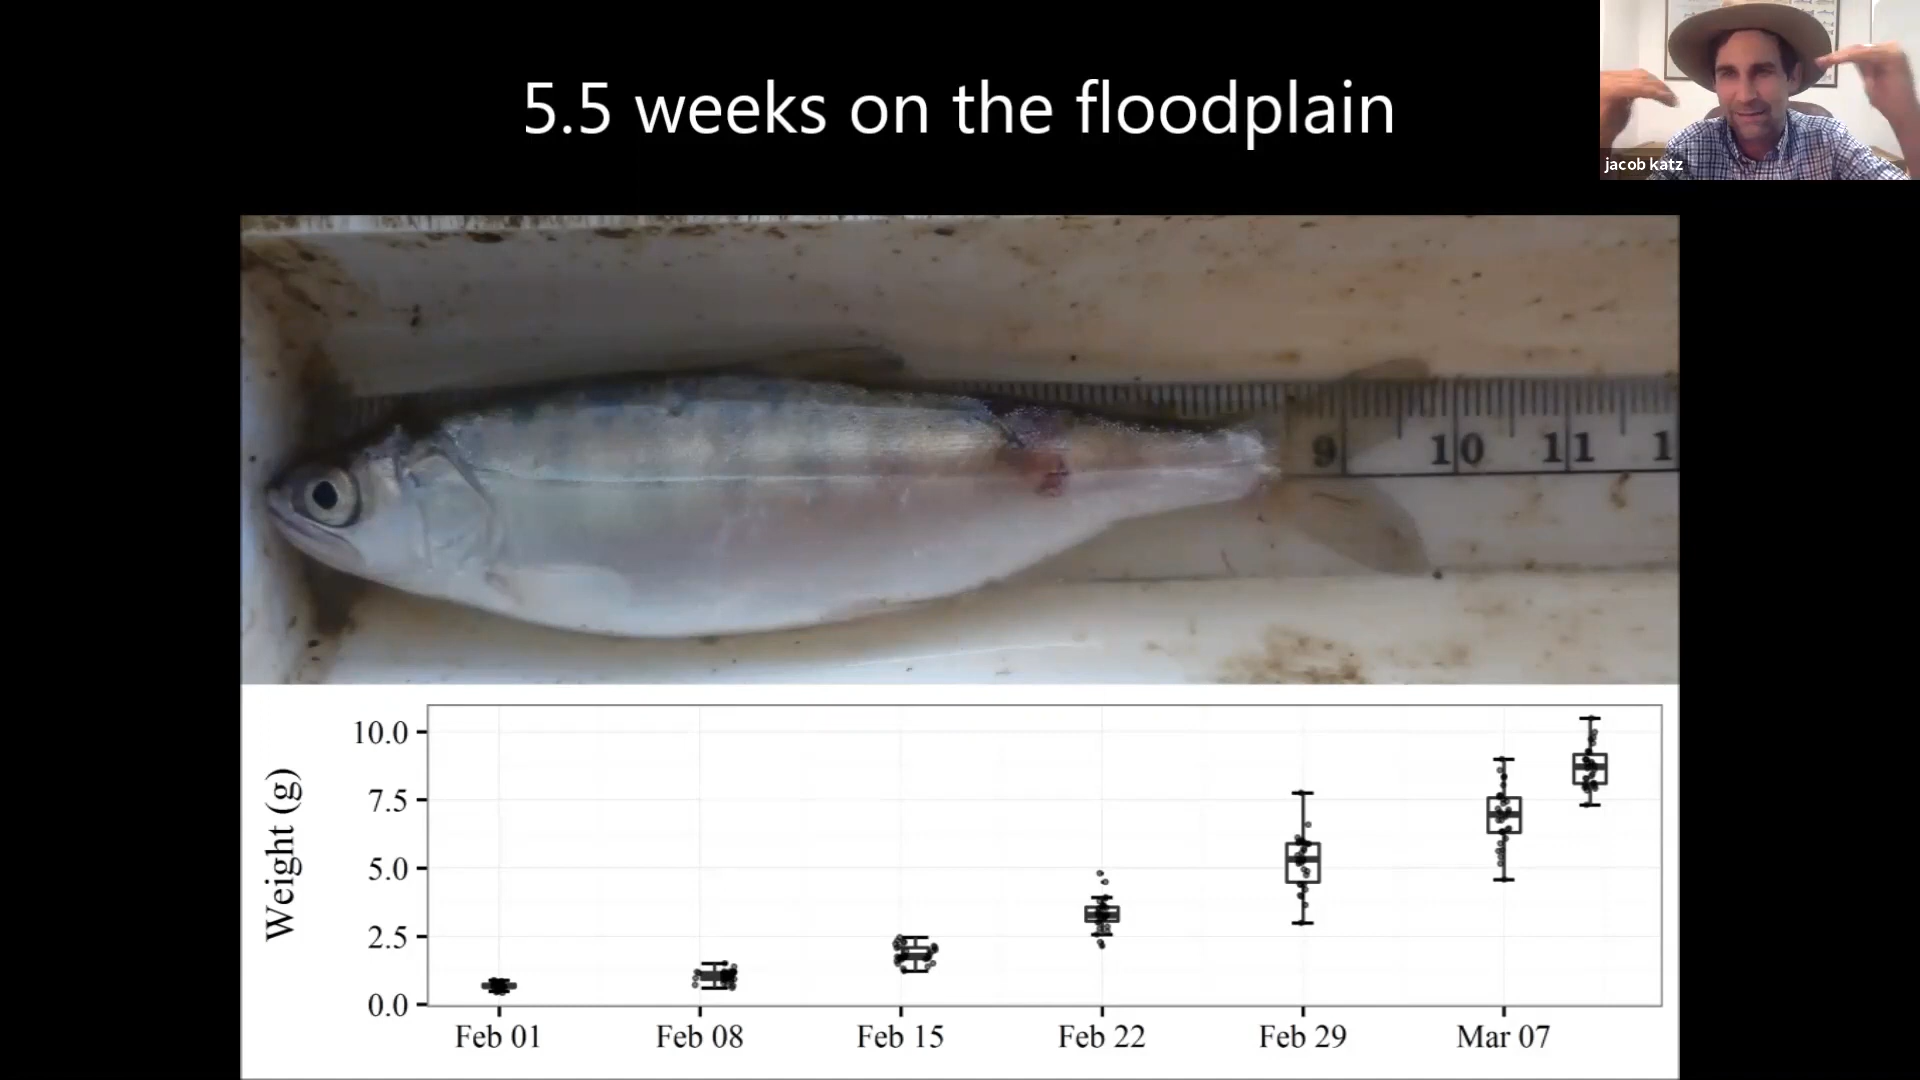 5.5 weeks on the floodplain
jacob katz
9 10 11 1
Weight (g)
10.0
7.5
5.0
2.5
0.0
Feb 01 Feb 08 Feb 15 Feb 22 Feb 29 Mar 07